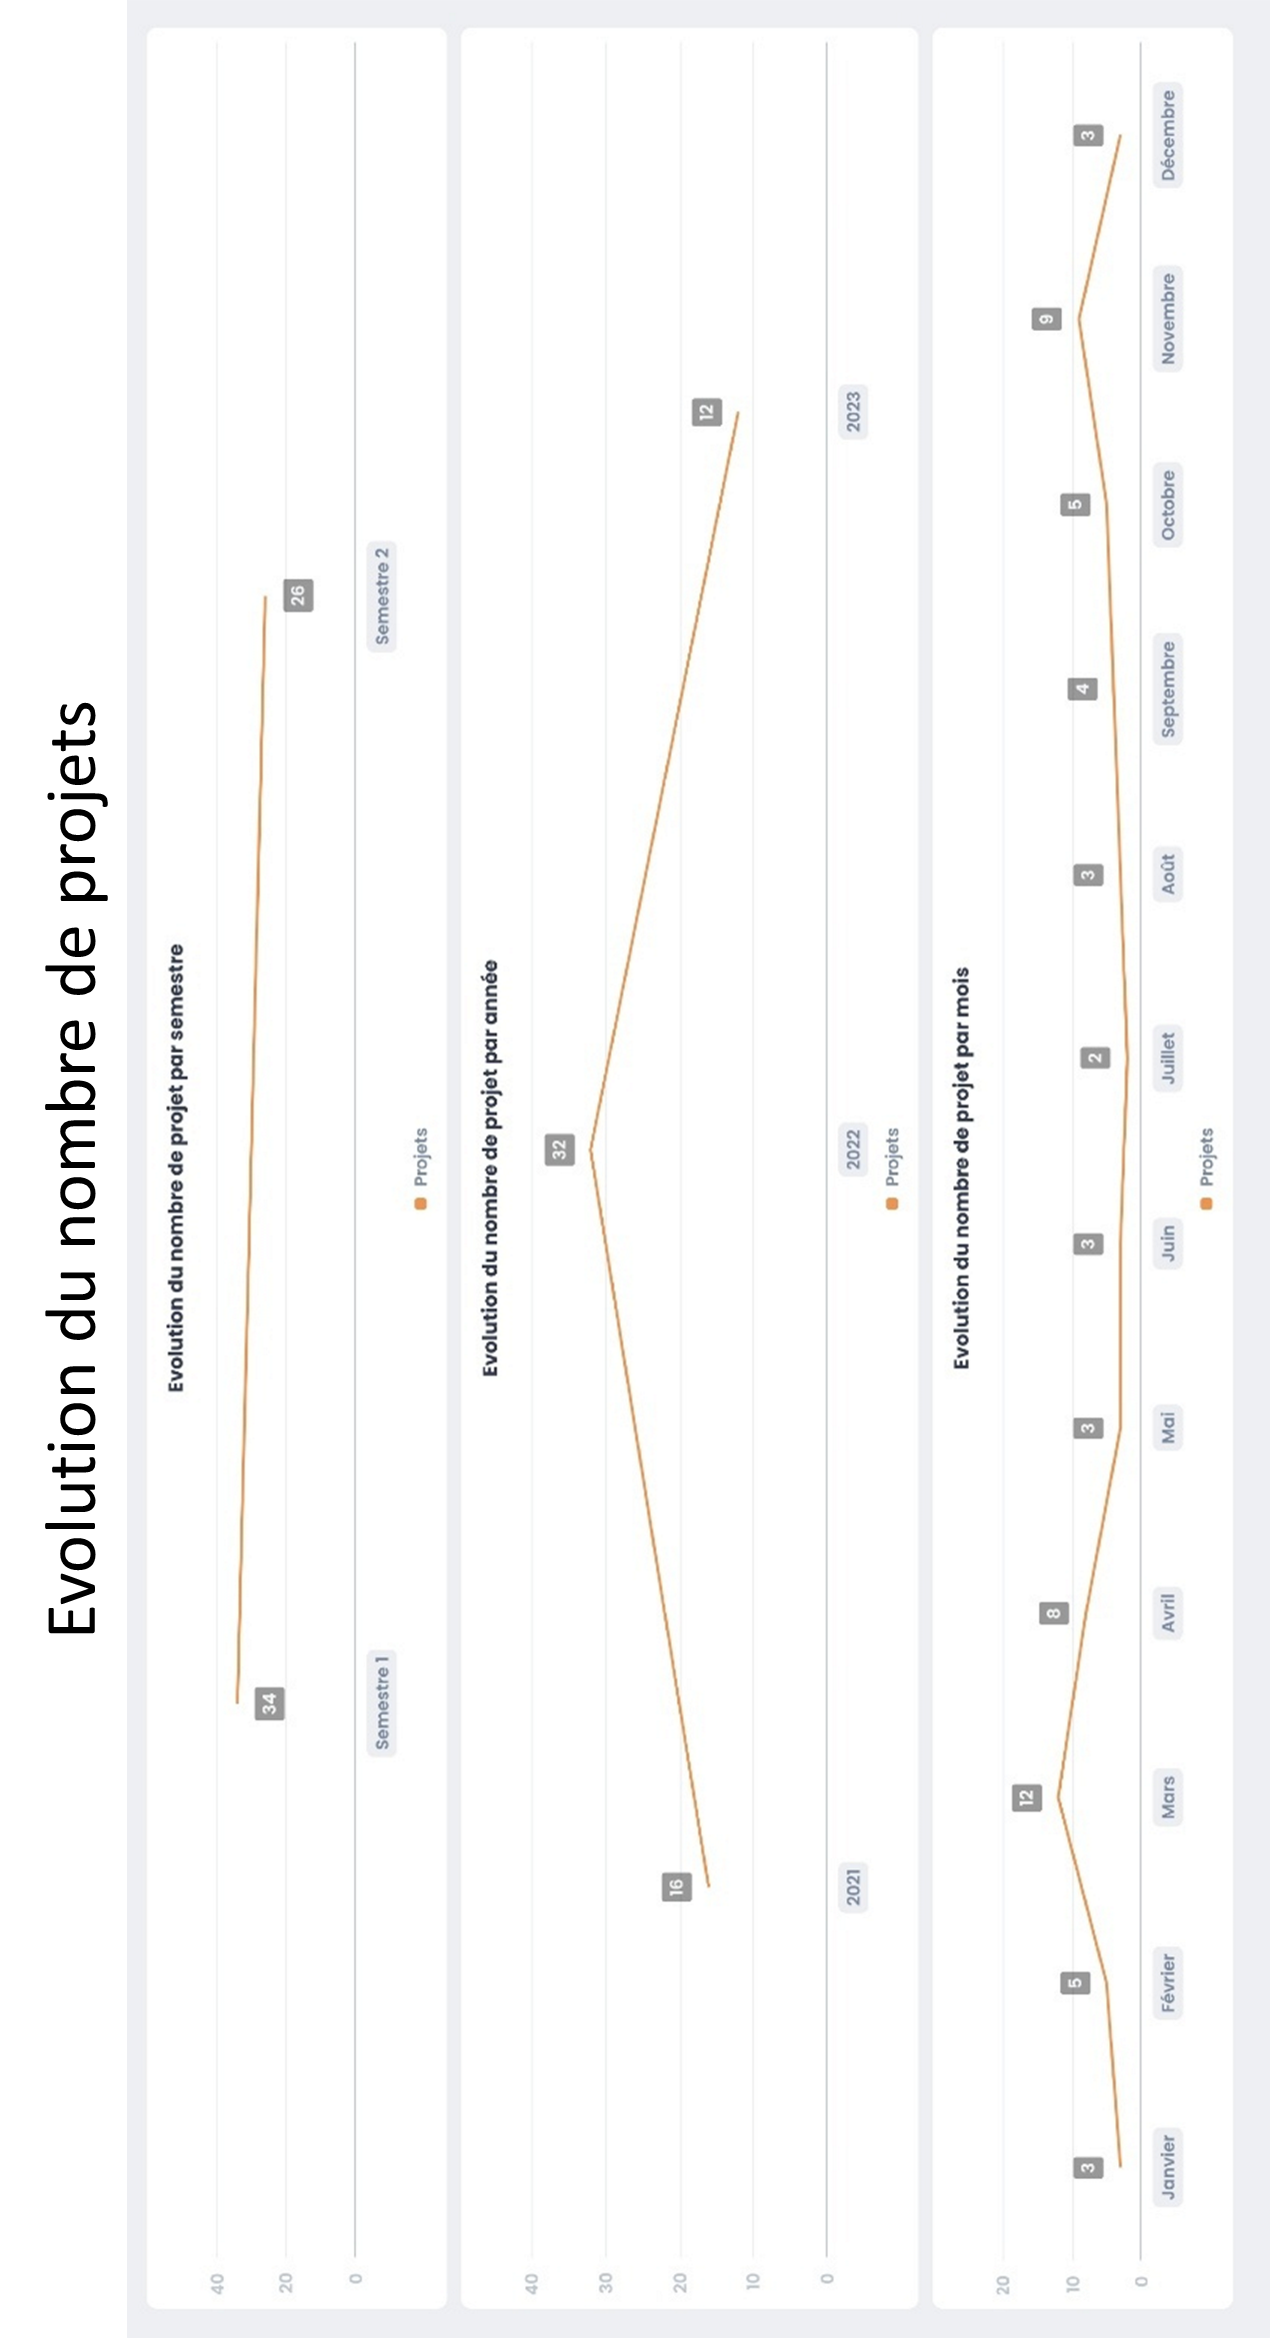 Evolution du nombre de projets
Evolution du nombre de projet par semestre
40
20
0
34
26
Semestre 1
Semestre 2
Projets
Evolution du nombre de projet par année
40
30
20
10
0
16
32
12
2021
2022
2023
Projets
Evolution du nombre de projet par mois
20
10
0
3
5
12
8
3
3
2
3
4
5
9
3
Janvier
Février
Mars
Avril
Mai
Juin
Juillet
Août
Septembre
Octobre
Novembre
Décembre
Projets